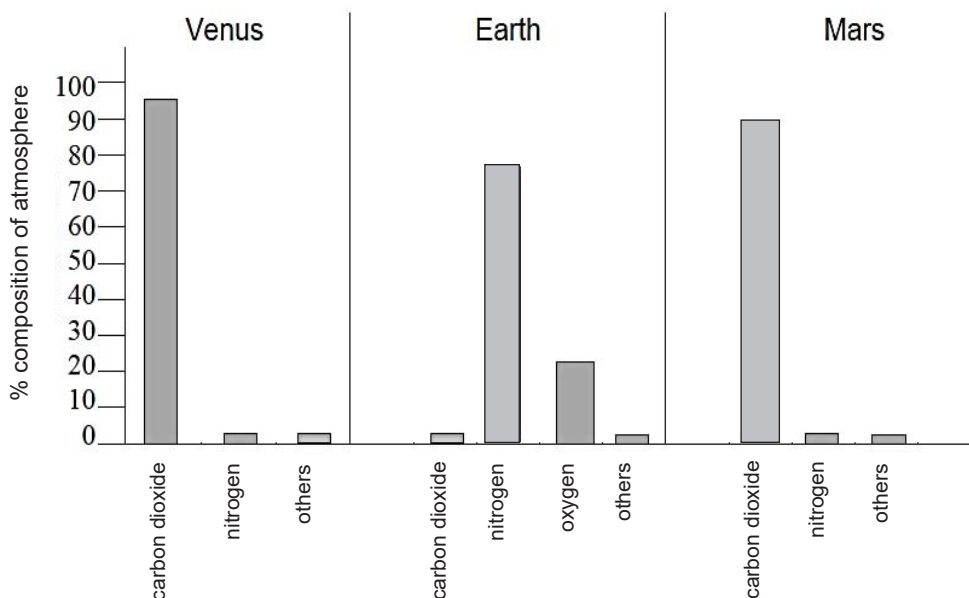 Venus
Earth
Mars
% composition of atmosphere
100
90
80
70
60
50
40
30
20
10
0
carbon dioxide
nitrogen
others
carbon dioxide
nitrogen
oxygen
others
carbon dioxide
nitrogen
others